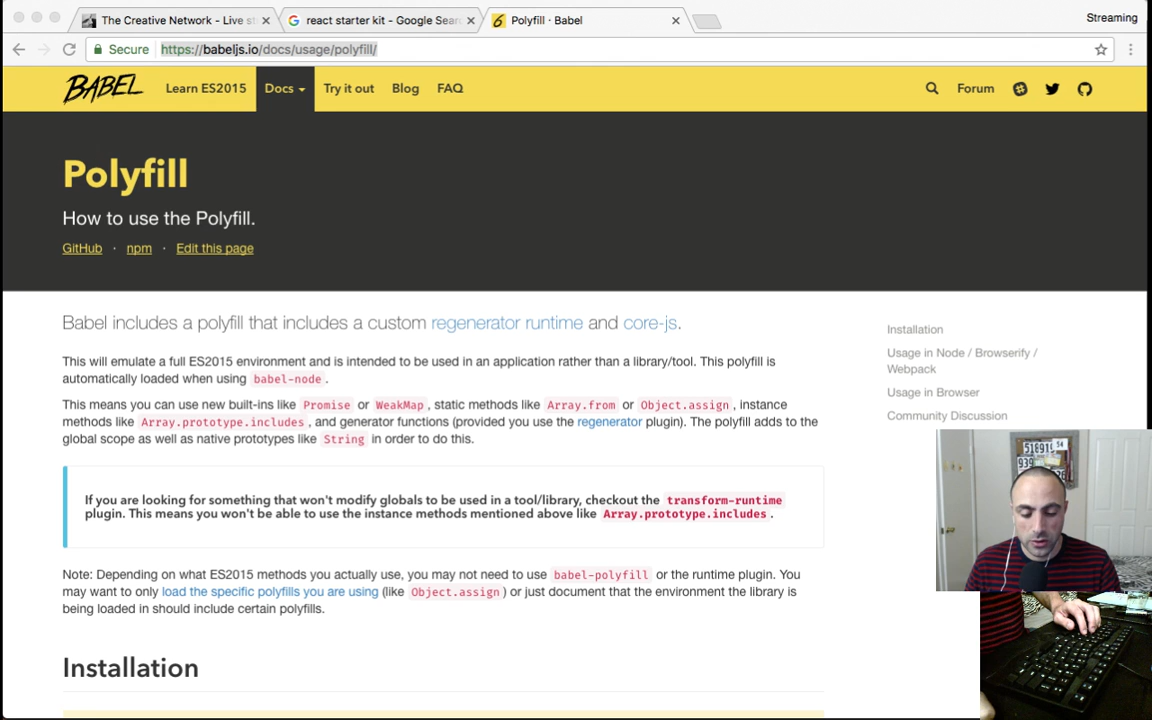 The Creative Network - Live st
react starter kit - Google Sear
Polyfill · Babel
Streaming
Secure
https://babeljs.io/docs/usage/polyfill/
BABEL
Learn ES2015
Docs
Try it out
Blog
FAQ
Forum
Polyfill
How to use the Polyfill.
GitHub · npm · Edit this page
Babel includes a polyfill that includes a custom regenerator runtime and core-js.
This will emulate a full ES2015 environment and is intended to be used in an application rather than a library/tool. This polyfill is
automatically loaded when using babel-node .
This means you can use new built-ins like Promise or WeakMap , static methods like Array.from or Object.assign , instance
methods like Array.prototype.includes , and generator functions (provided you use the regenerator plugin). The polyfill adds to the
global scope as well as native prototypes like String in order to do this.
If you are looking for something that won't modify globals to be used in a tool/library, checkout the transform-runtime
plugin. This means you won't be able to use the instance methods mentioned above like Array.prototype.includes .
Note: Depending on what ES2015 methods you actually use, you may not need to use babel-polyfill or the runtime plugin. You
may want to only load the specific polyfills you are using (like Object.assign ) or just document that the environment the library is
being loaded in should include certain polyfills.
Installation
Installation
Usage in Node / Browserify /
Webpack
Usage in Browser
Community Discussion